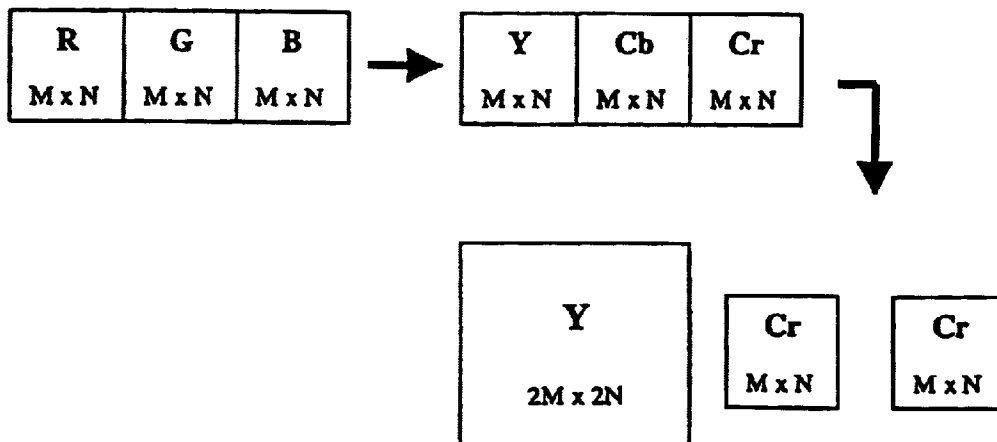 R G B
M x N M x N M x N
Y Cb Cr
M x N M x N M x N
Y
2M x 2N
Cr
M x N
Cr
M x N